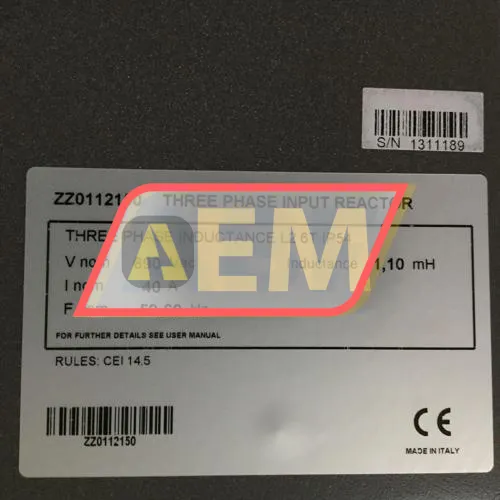 S/N 1311189
ZZ0112150 THREE PHASE INPUT REACTOR
THREE PHASE INDUCTANCE L2 6T IP54
V nom Inductance 1,10 mH
I nom 40 A
50-60 Hz
AEM
FOR FURTHER DETAILS SEE USER MANUAL
RULES: CEI 14.5
ZZ0112150
CE
MADE IN ITALY